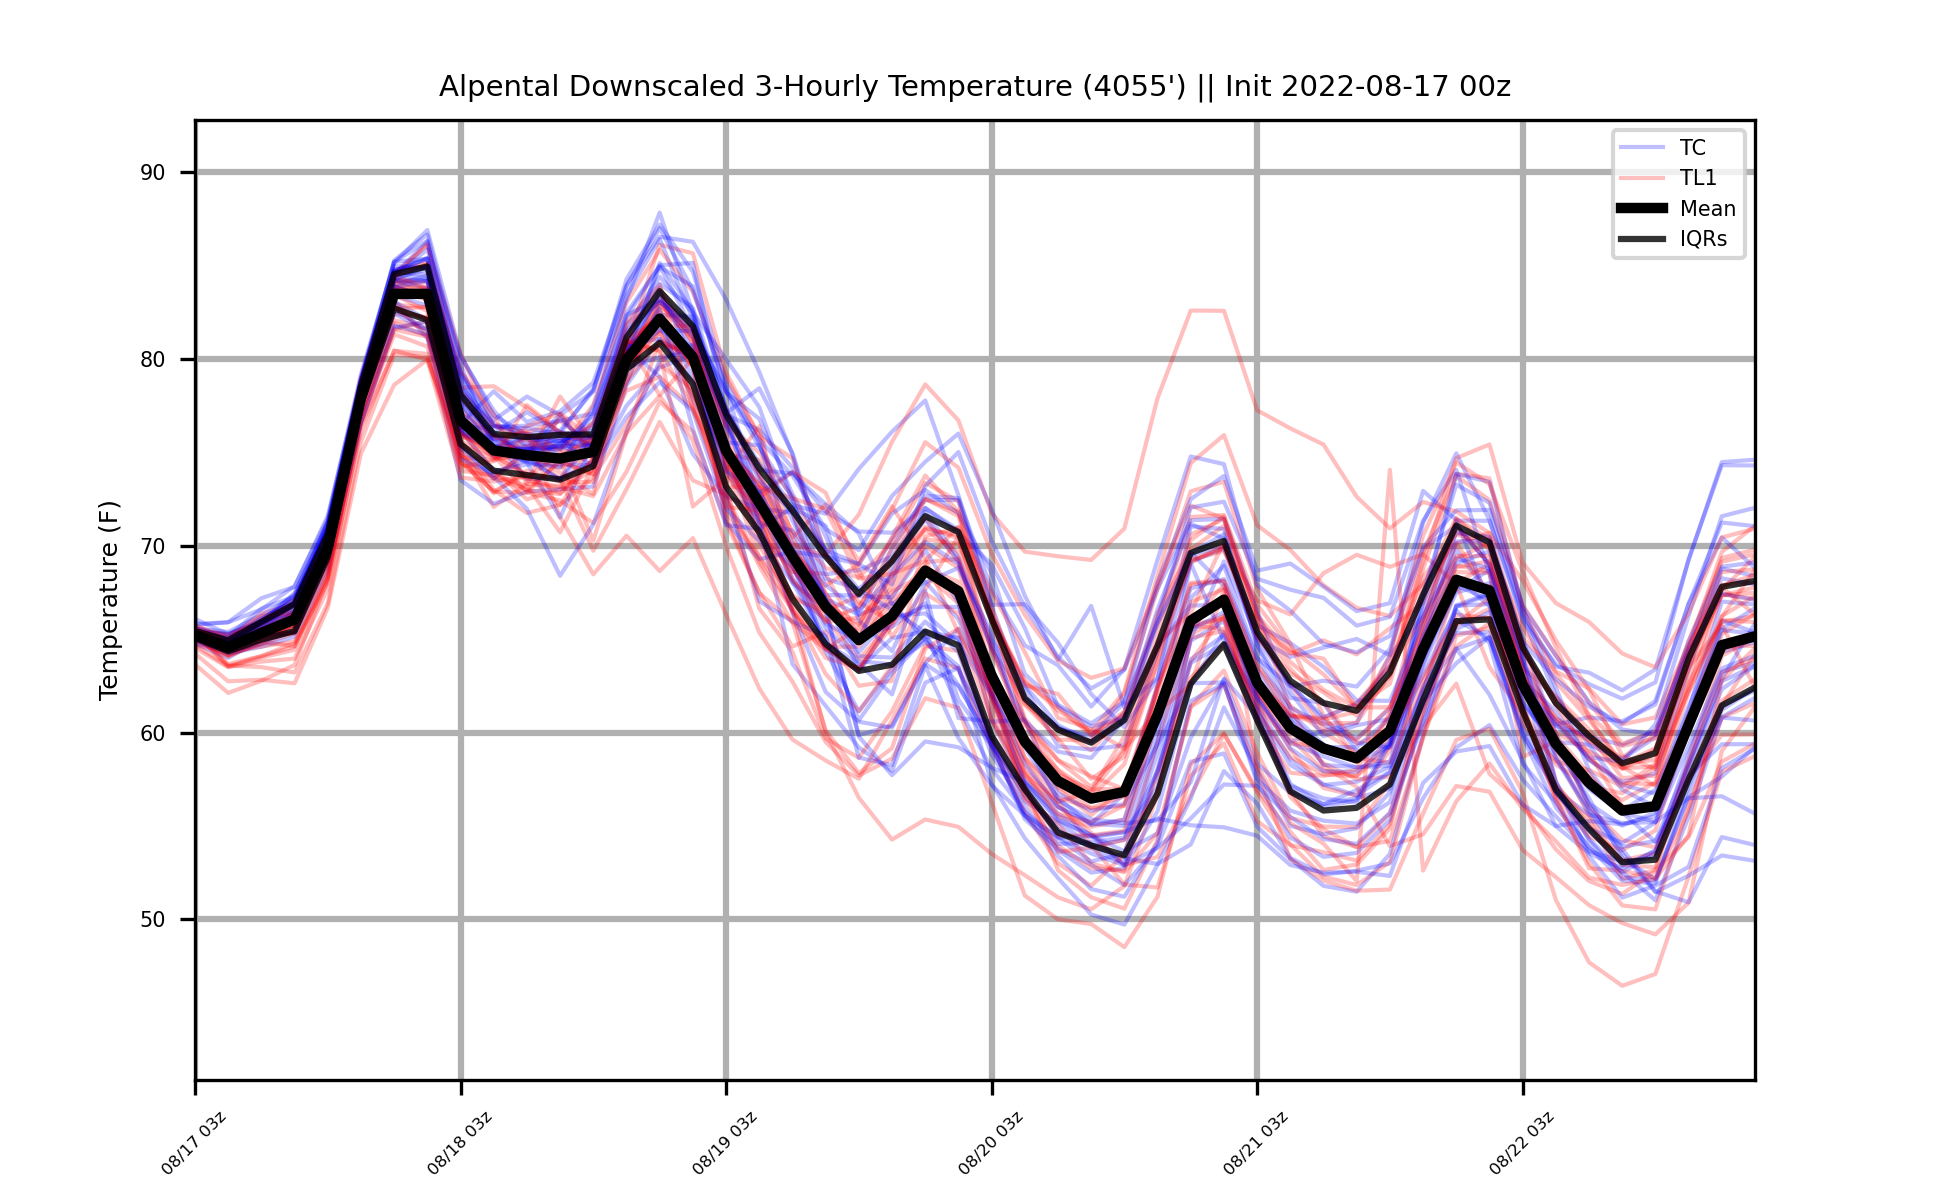 Alpental Downscaled 3-Hourly Temperature (4055') || Init 2022-08-17 00z
TC
TL1
Mean
IQRs
Temperature (F)
90
80
70
60
50
08/17 03z
08/18 03z
08/19 03z
08/20 03z
08/21 03z
08/22 03z